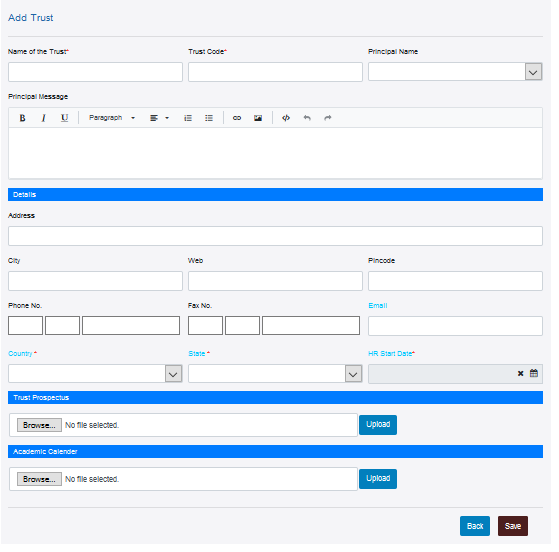 Add Trust
Name of the Trust* Trust Code* Principal Name
Principal Message
B I U Paragraph
Details
Address
City Web Pincode
Phone No. Fax No. Email
Country * State * HR Start Date*
Trust Prospectus
Browse... No file selected. Upload
Academic Calender
Browse... No file selected. Upload
Back Save